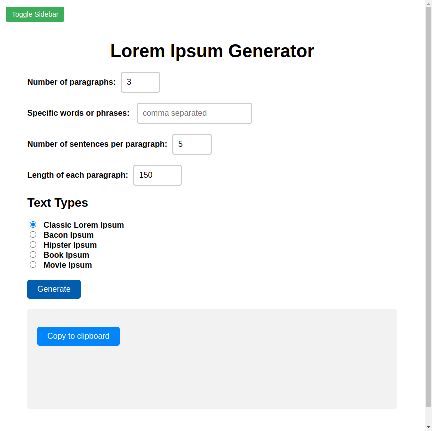 Toggle Sidebar
Lorem Ipsum Generator
Number of paragraphs: 3
Specific words or phrases: comma separated
Number of sentences per paragraph: 5
Length of each paragraph: 150
Text Types
Classic Lorem Ipsum
Bacon Ipsum
Hipster Ipsum
Book Ipsum
Movie Ipsum
Generate
Copy to clipboard